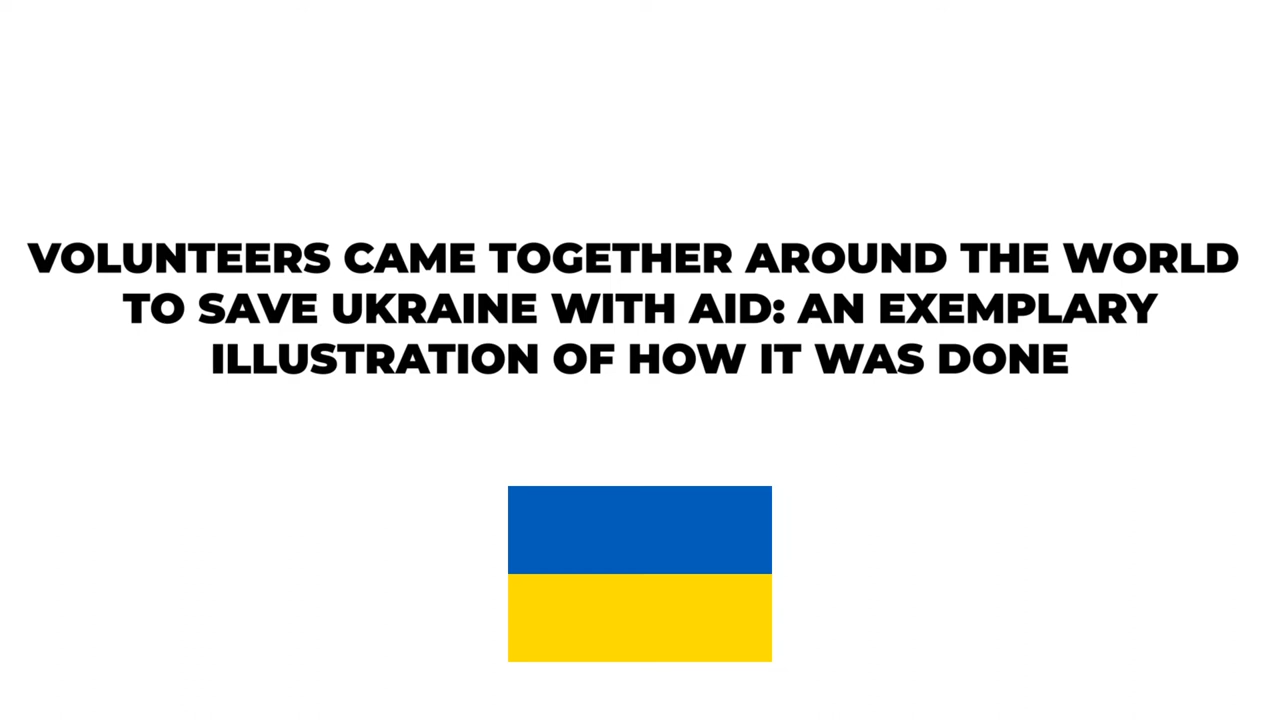 VOLUNTEERS CAME TOGETHER AROUND THE WORLD
TO SAVE UKRAINE WITH AID: AN EXEMPLARY
ILLUSTRATION OF HOW IT WAS DONE